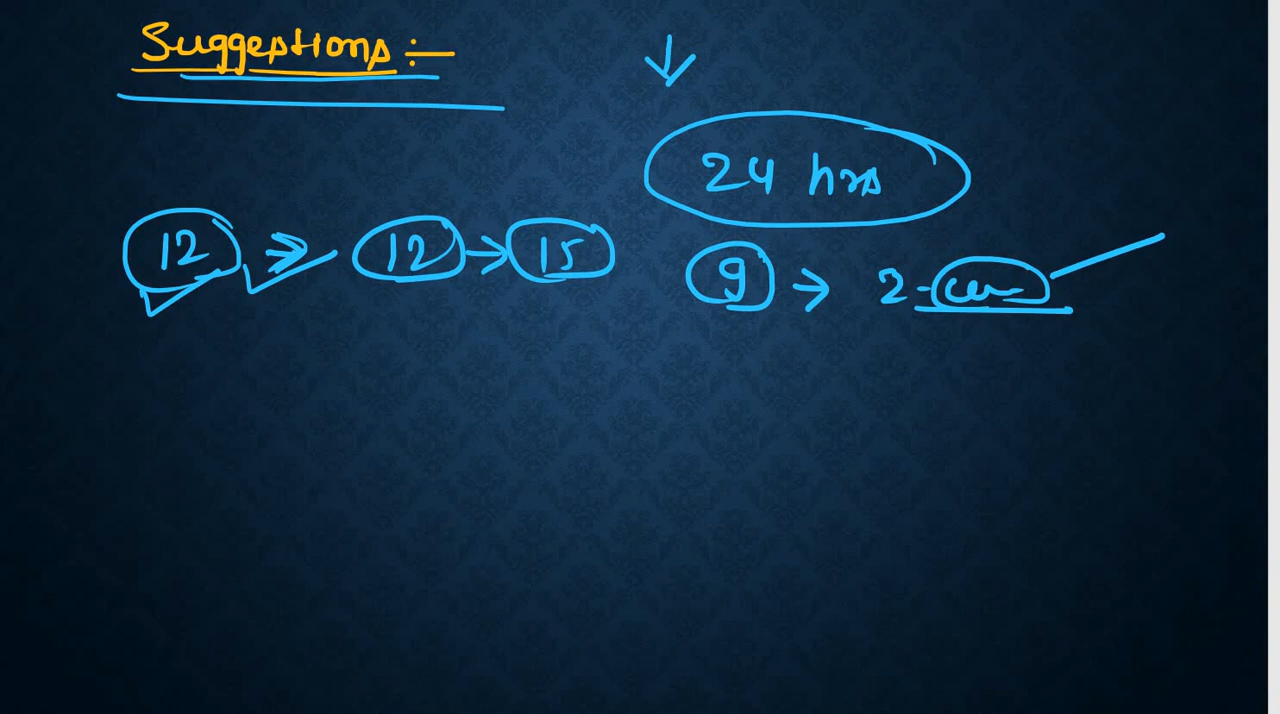 Suggestions :-
↓
24 hrs
12 >> 12 → 15
9 → 2 -